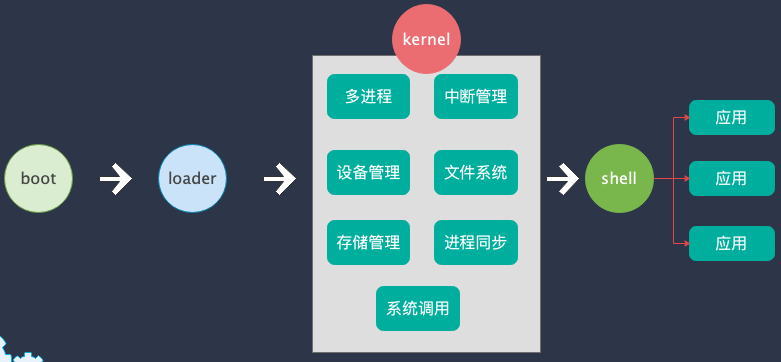 kernel
多进程
中断管理
boot
loader
设备管理
文件系统
存储管理
进程同步
系统调用
shell
应用
应用
应用